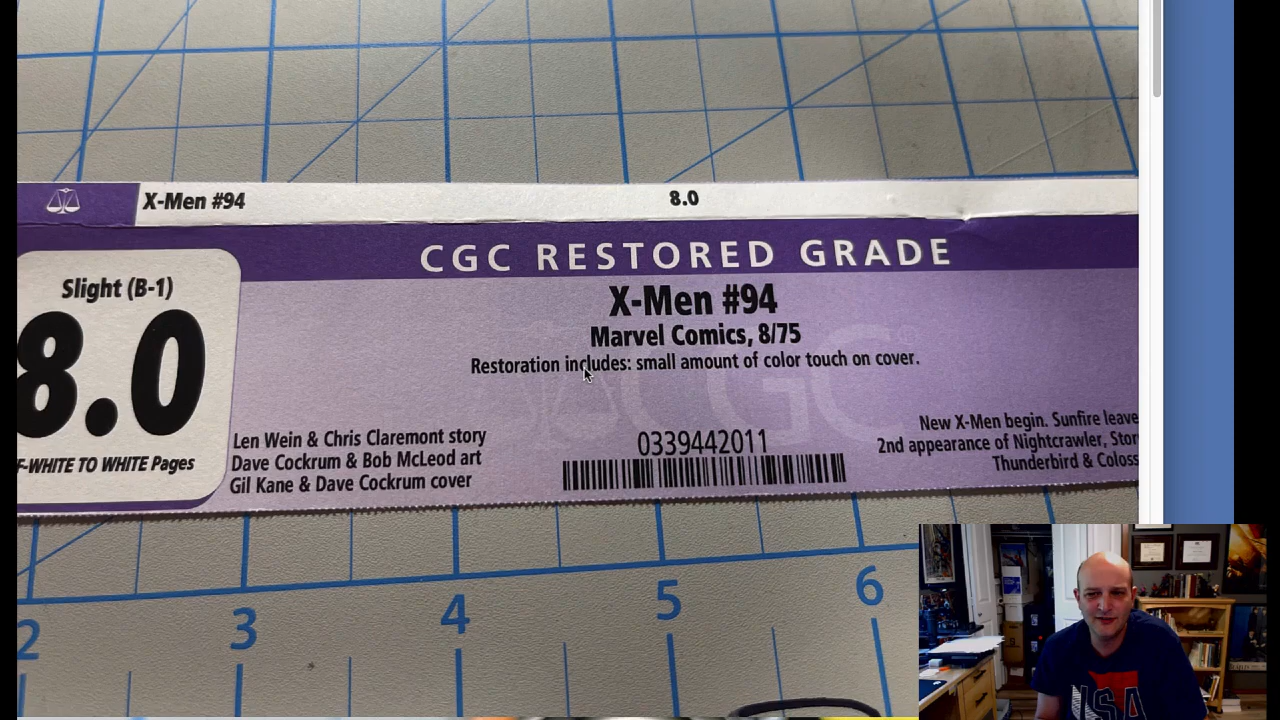 X-Men #94
8.0
CGC RESTORED GRADE
Slight (B-1)
8.0
F-WHITE TO WHITE Pages
X-Men #94
Marvel Comics, 8/75
Restoration includes: small amount of color touch on cover.
CGC
Len Wein & Chris Claremont story
Dave Cockrum & Bob McLeod art
Gil Kane & Dave Cockrum cover
0339442011
New X-Men begin. Sunfire leave
2nd appearance of Nightcrawler, Stor
Thunderbird & Coloss
2 3 4 5 6
USA